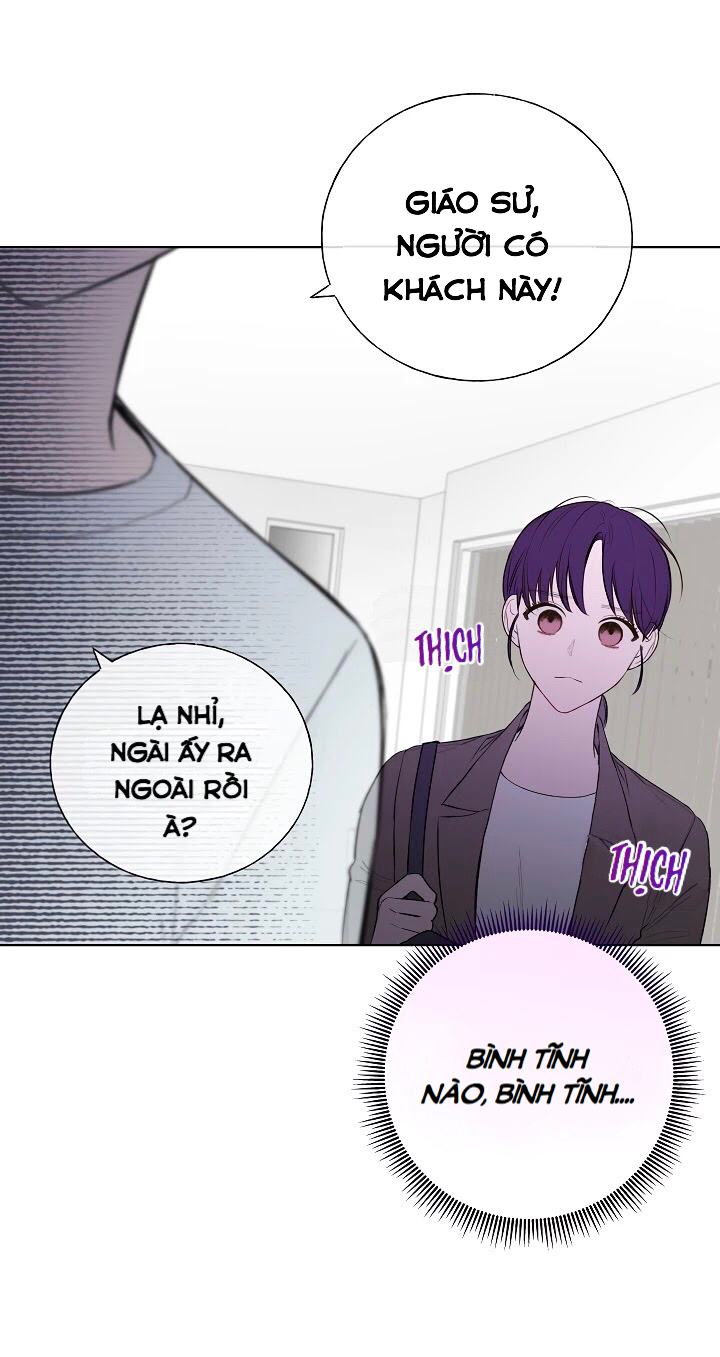 GIÁO SƯ,
NGƯỜI CÓ
KHÁCH NÀY!
THỊCH
LẠ NHỈ,
NGÀI ẤY RA
NGOÀI RỒI
À?
THỊCH
BÌNH TĨNH
NÀO, BÌNH TĨNH....